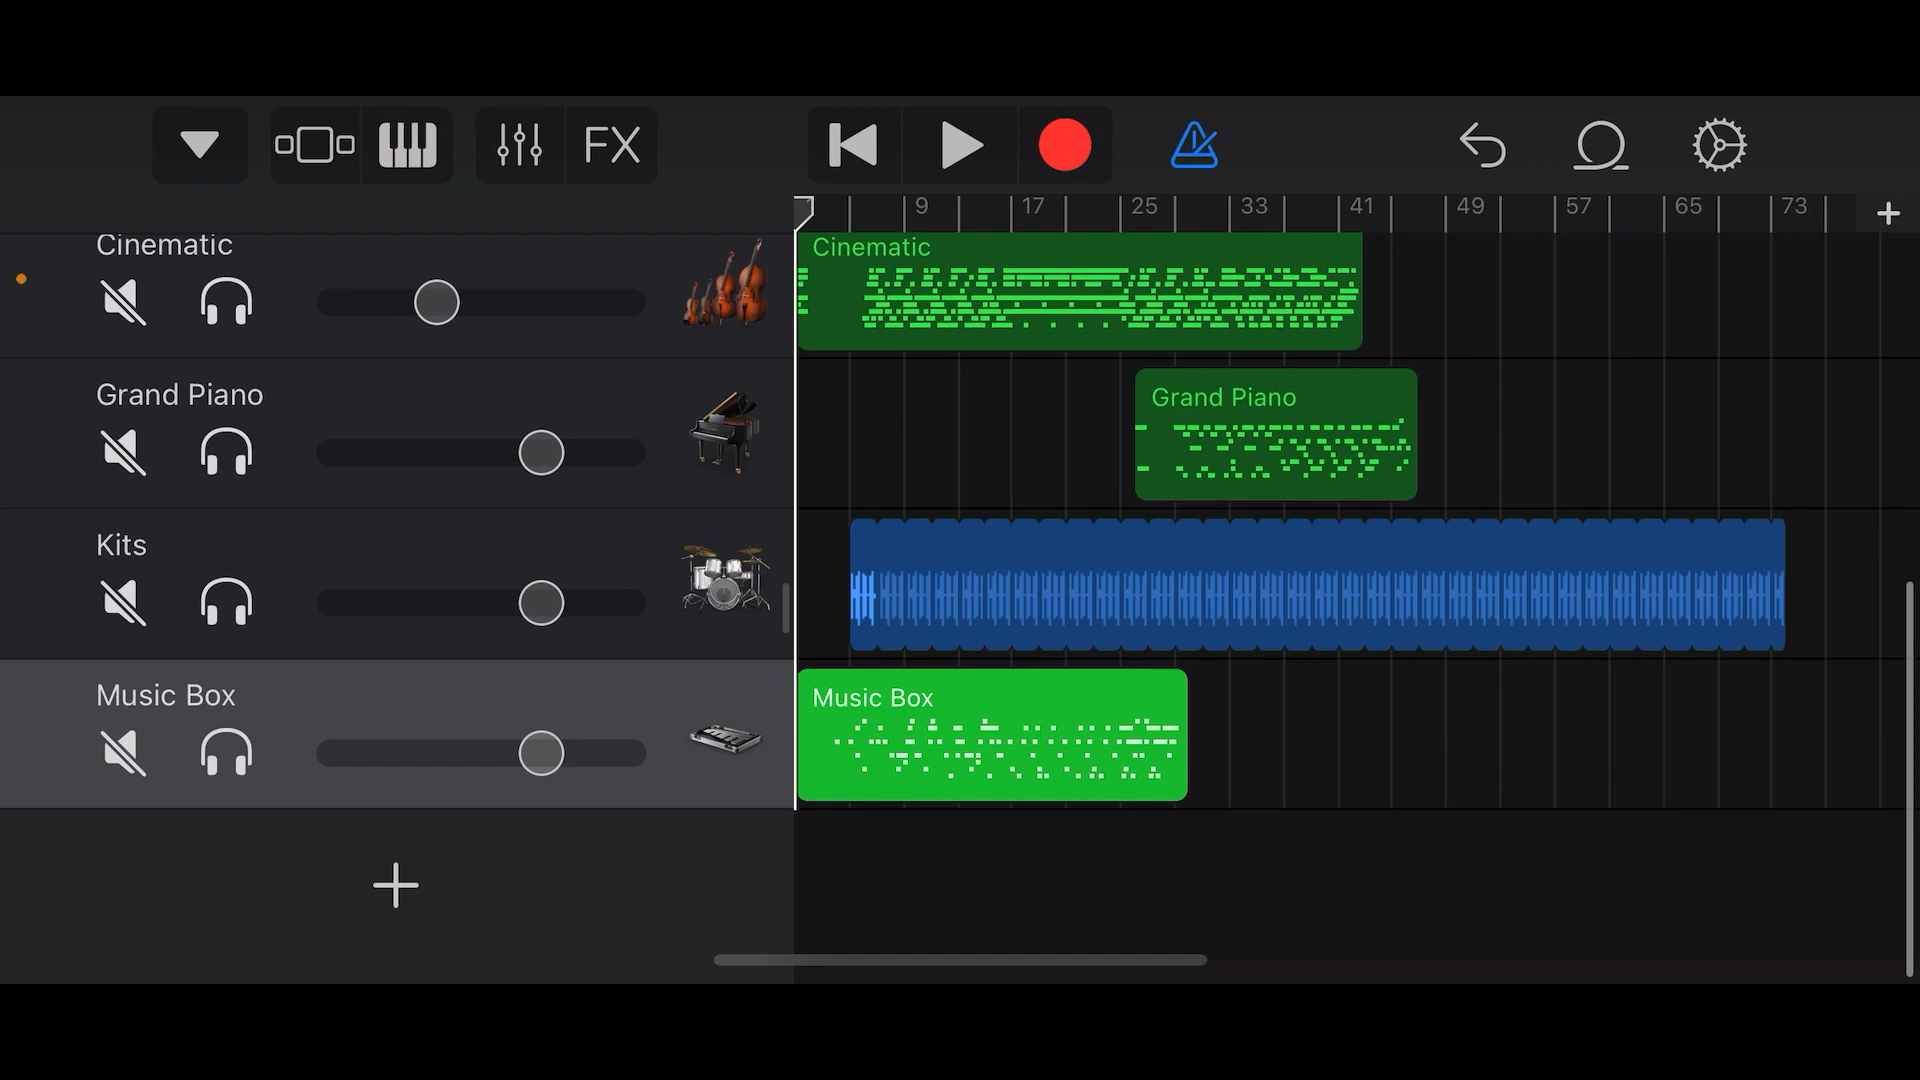 FX
1 9 17 25 33 41 49 57 65 73
Cinematic
Cinematic
Grand Piano
Grand Piano
Kits
Music Box
Music Box